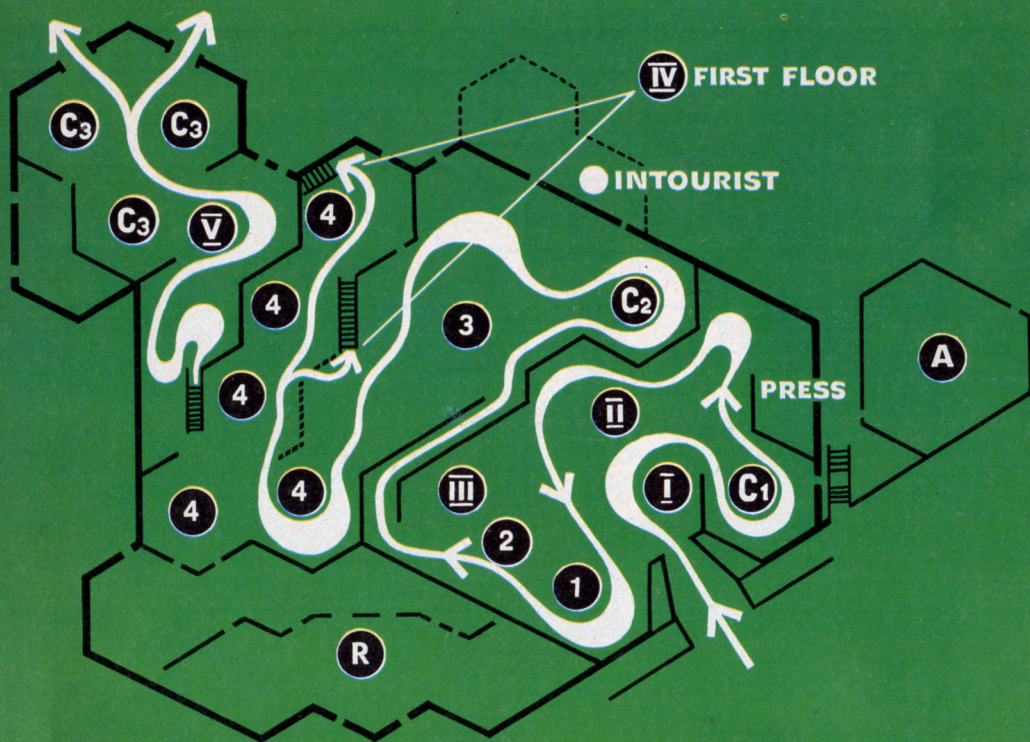 IV FIRST FLOOR
C3 C3
INTOURIST
4
C3 V
4 C2
3
A
4 PRESS
II
III I C1
4 4
2
1
R